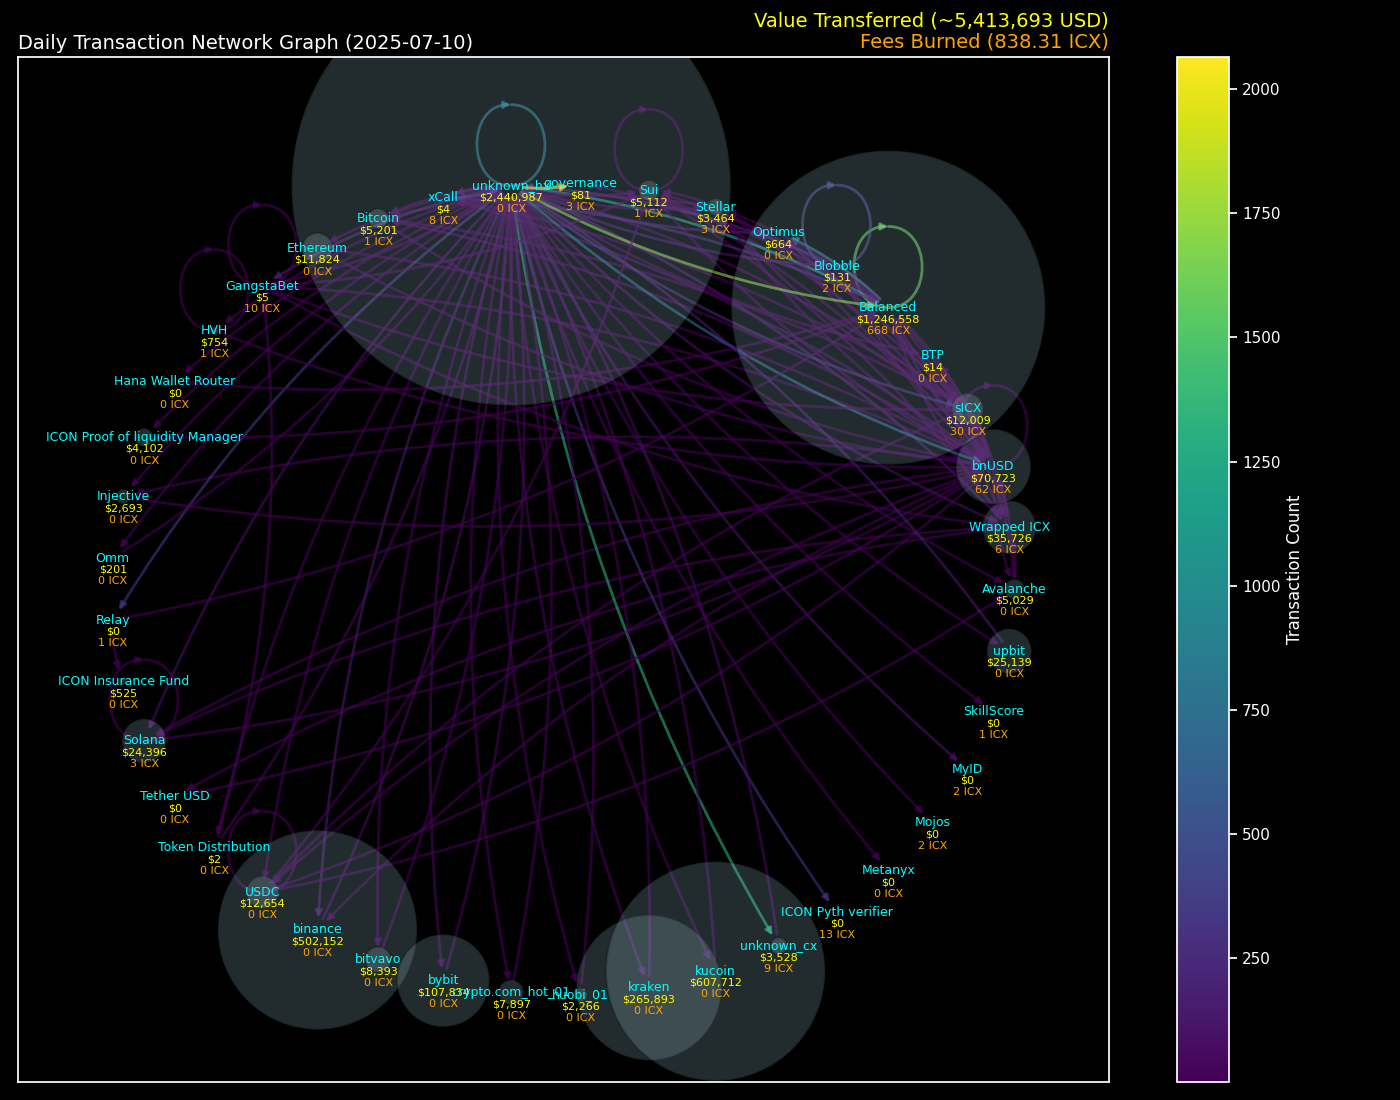 Value Transferred (~5,413,693 USD)
Daily Transaction Network Graph (2025-07-10)
Fees Burned (838.31 ICX)
governance
$81
3 ICX
$2,440,987
0 ICX
Sui
$5,112
1 ICX
xCall
$4
8 ICX
Stellar
$3,464
3 ICX
Bitcoin
$5,201
1 ICX
Optimus
$664
0 ICX
Ethereum
$11,824
0 ICX
Blobble
$131
2 ICX
GangstaBet
$5
10 ICX
Balanced
$1,246,558
668 ICX
HVH
$754
1 ICX
BTP
$14
0 ICX
Hana Wallet Router
$0
0 ICX
sICX
$12,009
30 ICX
ICON Proof of liquidity Manager
$4,102
0 ICX
bnUSD
$70,723
62 ICX
Injective
$2,693
0 ICX
Wrapped ICX
$35,726
6 ICX
Omm
$201
0 ICX
Avalanche
$5,029
0 ICX
Relay
$0
1 ICX
upbit
$25,139
0 ICX
ICON Insurance Fund
$525
0 ICX
SkillScore
$0
1 ICX
Solana
$24,396
3 ICX
MyID
$0
2 ICX
Tether USD
$0
0 ICX
Mojos
$0
2 ICX
Token Distribution
$2
0 ICX
Metanyx
$0
0 ICX
USDC
$12,654
0 ICX
ICON Pyth verifier
$0
13 ICX
binance
$502,152
0 ICX
unknown_cx
$3,528
9 ICX
bitvavo
$8,393
0 ICX
kucoin
$607,712
0 ICX
bybit
$107,834
0 ICX
kraken
$265,893
0 ICX
crypto.com_hot_01
$7,897
0 ICX
huobi_01
$2,266
0 ICX
2000
1750
1500
1250
1000
750
500
250
Transaction Count